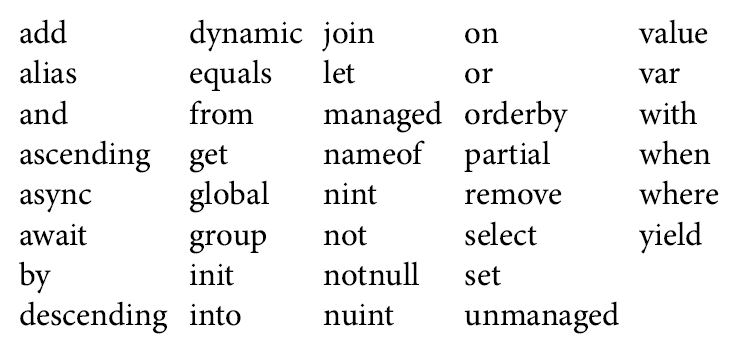 add dynamic join on value
alias equals let or var
and from managed orderby with
ascending get nameof partial when
async global nint remove where
await group not select yield
by init notnull set
descending into nuint unmanaged